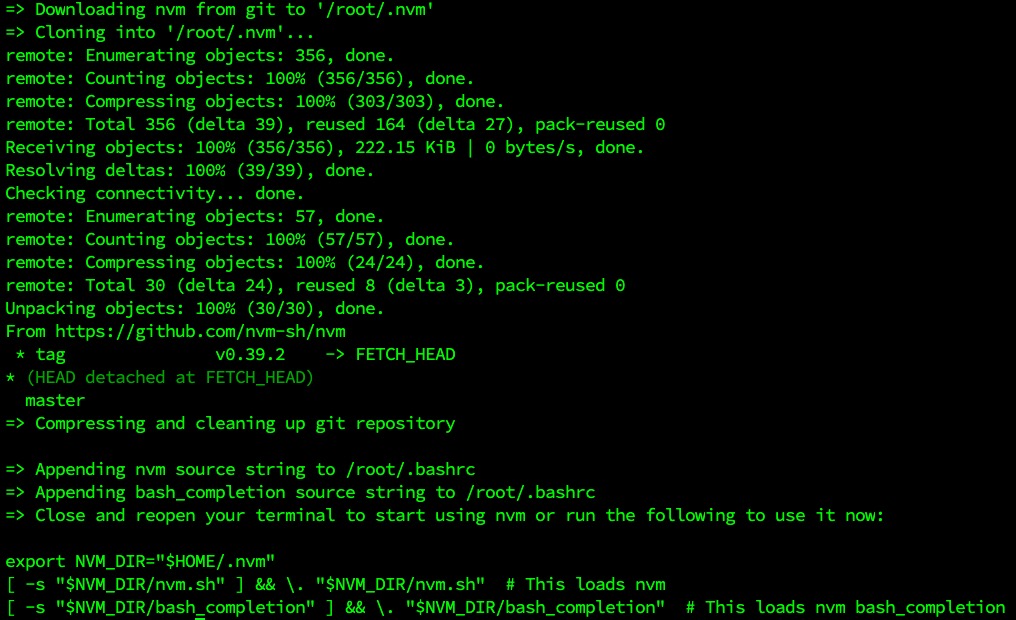 => Downloading nvm from git to '/root/.nvm'
=> Cloning into '/root/.nvm'...
remote: Enumerating objects: 356, done.
remote: Counting objects: 100% (356/356), done.
remote: Compressing objects: 100% (303/303), done.
remote: Total 356 (delta 39), reused 164 (delta 27), pack-reused 0
Receiving objects: 100% (356/356), 222.15 KiB | 0 bytes/s, done.
Resolving deltas: 100% (39/39), done.
Checking connectivity... done.
remote: Enumerating objects: 57, done.
remote: Counting objects: 100% (57/57), done.
remote: Compressing objects: 100% (24/24), done.
remote: Total 30 (delta 24), reused 8 (delta 3), pack-reused 0
Unpacking objects: 100% (30/30), done.
From https://github.com/nvm-sh/nvm
 * tag               v0.39.2    -> FETCH_HEAD
* (HEAD detached at FETCH_HEAD)
  master
=> Compressing and cleaning up git repository

=> Appending nvm source string to /root/.bashrc
=> Appending bash_completion source string to /root/.bashrc
=> Close and reopen your terminal to start using nvm or run the following to use it now:

export NVM_DIR="$HOME/.nvm"
[ -s "$NVM_DIR/nvm.sh" ] && \. "$NVM_DIR/nvm.sh"  # This loads nvm
[ -s "$NVM_DIR/bash_completion" ] && \. "$NVM_DIR/bash_completion"  # This loads nvm bash_completion